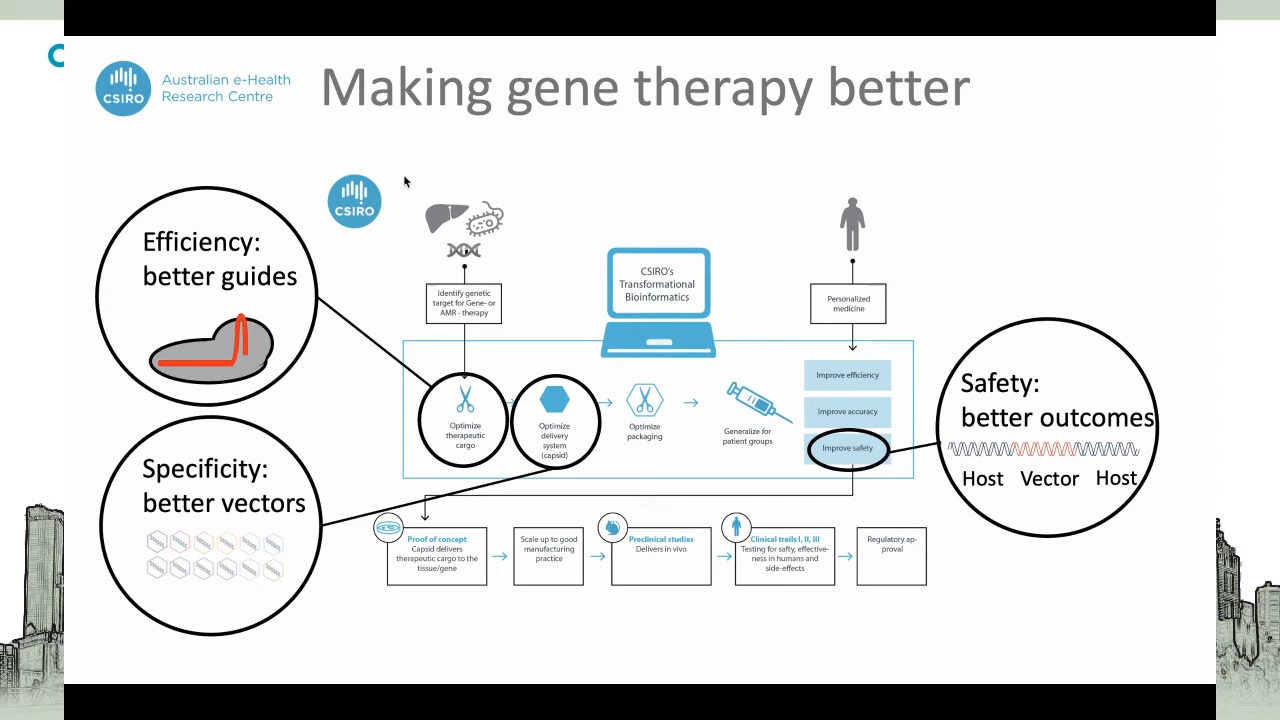 CSIRO
Australian e-Health
Research Centre
Making gene therapy better
Efficiency:
better guides
CSIRO
CSIRO's
Transformational
Bioinformatics
Identify genetic
target for Gene- or
AMR - therapy
Personalized
medicine
Optimize
therapeutic
cargo
Optimize
delivery
system
(capsid)
Optimize
packaging
Generalize for
patient groups
Improve efficiency
Improve accuracy
Improve safety
Safety:
better outcomes
Host Vector Host
Specificity:
better vectors
Proof of concept
Capsid delivers
therapeutic cargo to the
tissue/gene
Scale up to good
manufacturing
practice
Preclinical studies
Delivers in vivo
Clinical trails I, II, III
Testing for safty, effective-
ness in humans and
side-effects
Regulatory ap-
proval